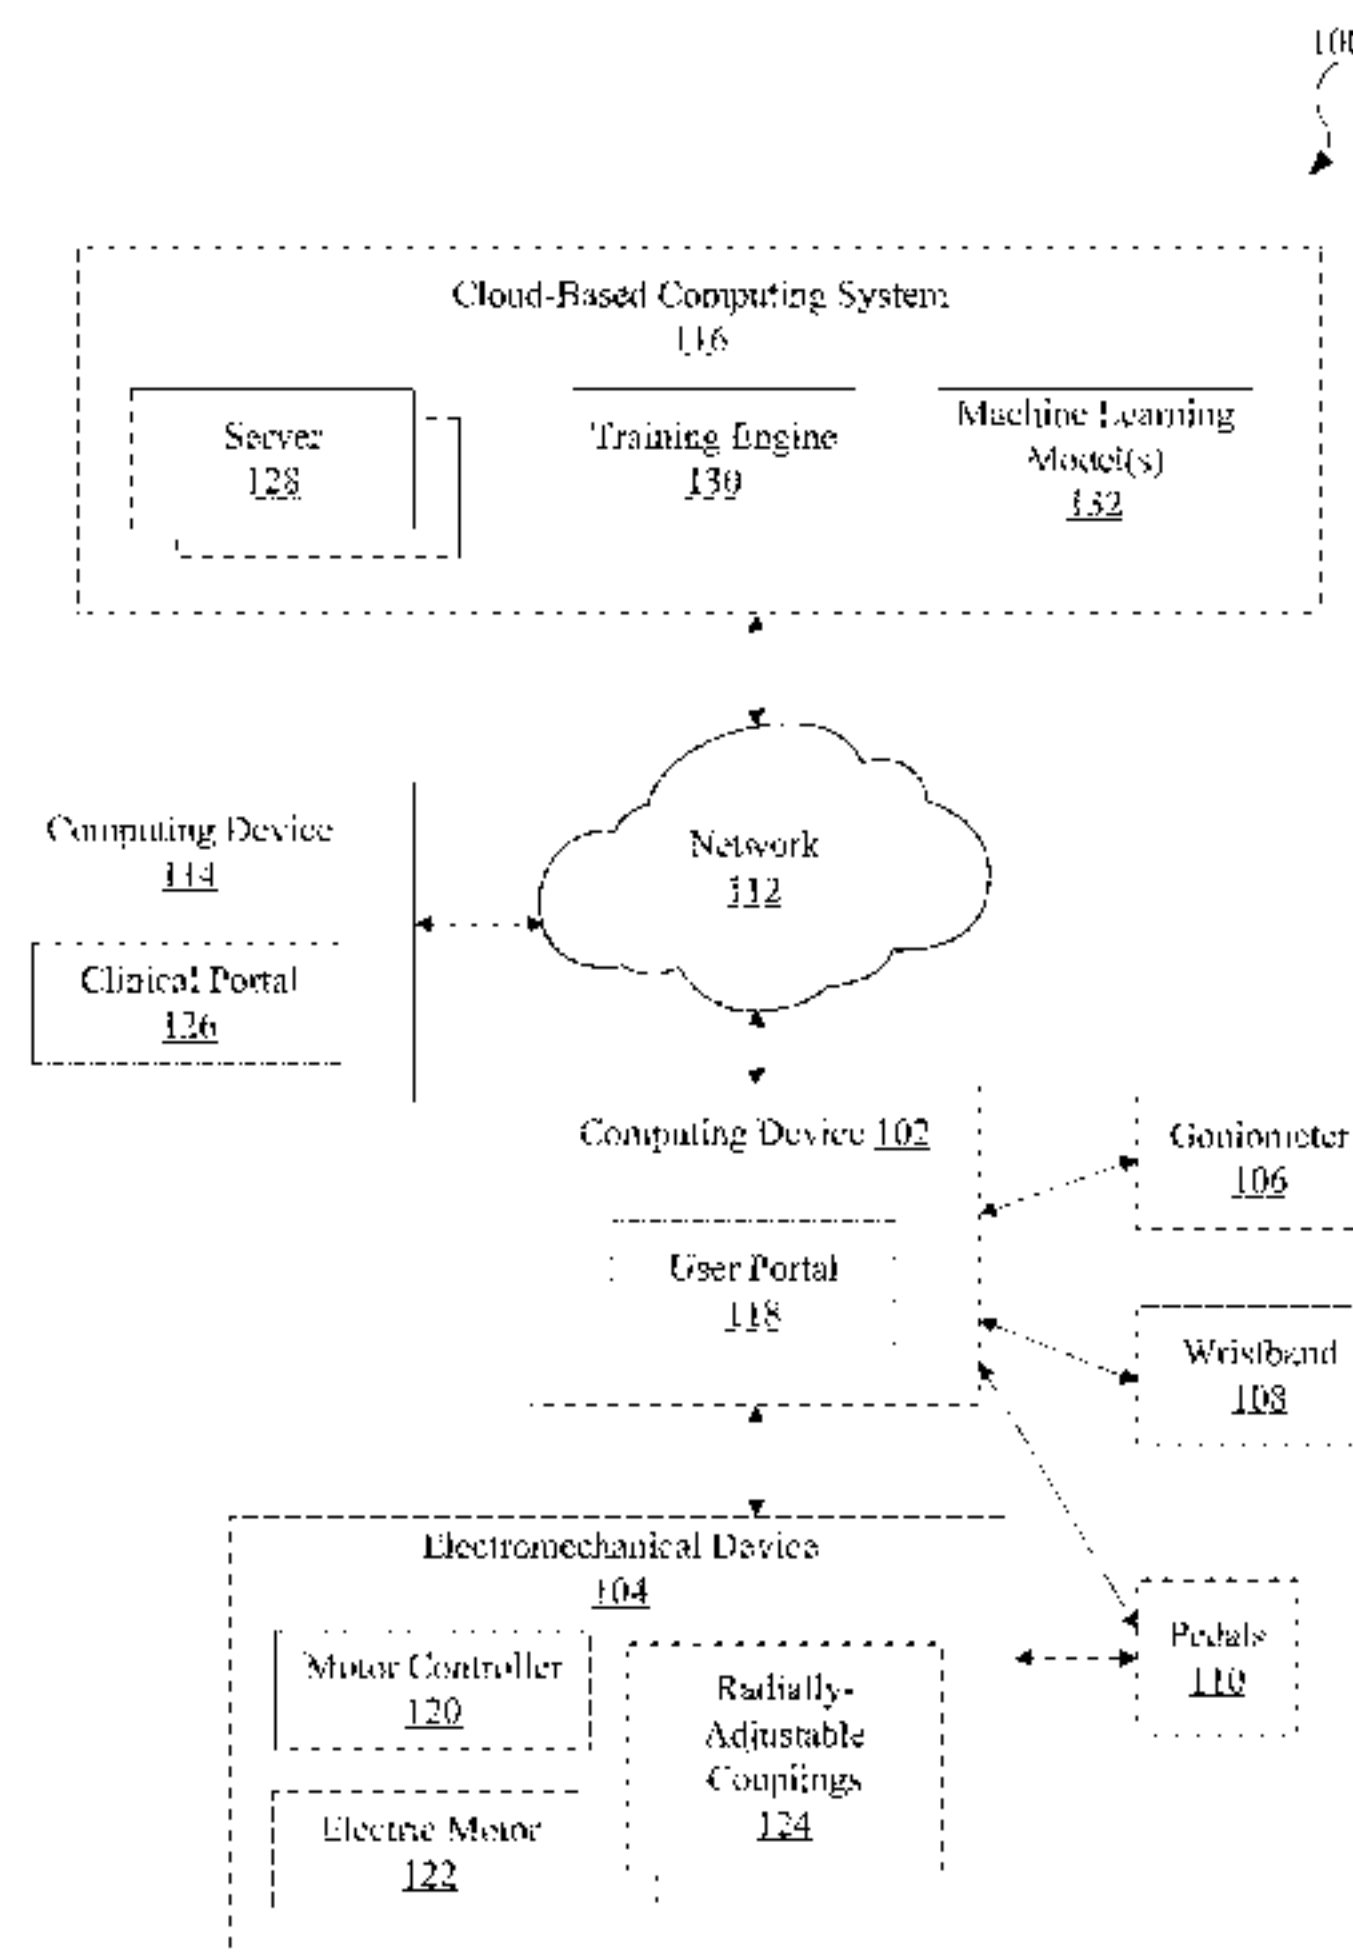 Cloud-Based Computing System
116
Server
128
Training Engine
130
Machine Learning
Model(s)
132
Network
112
Computing Device
114
Clinical Portal
126
Computing Device 102
User Portal
118
Goniometer
106
Wristband
108
Electromechanical Device
104
Motor Controller
120
Electric Motor
122
Radially-
Adjustable
Couplings
124
Pedals
110